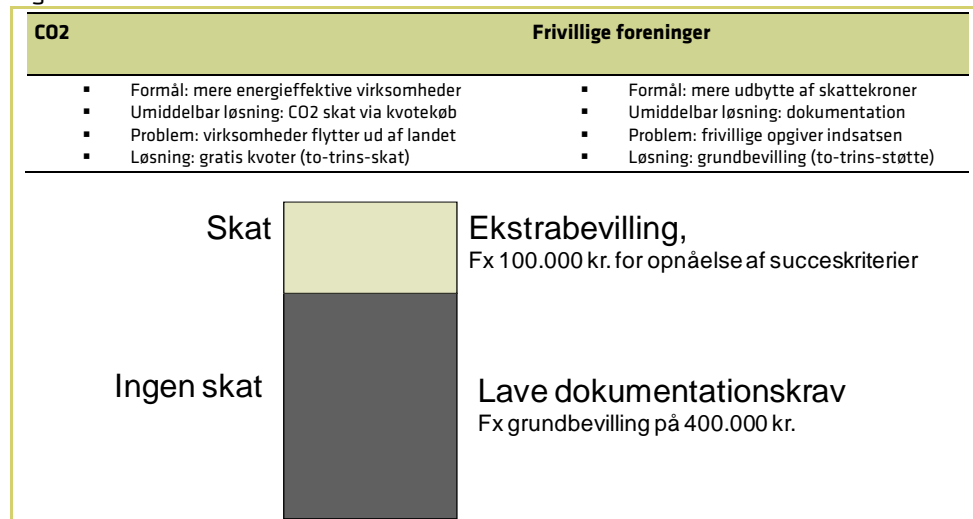 CO2
Frivillige foreninger
▪ Formål: mere energieffektive virksomheder
▪ Umiddelbar løsning: CO2 skat via kvotekøb
▪ Problem: virksomheder flytter ud af landet
▪ Løsning: gratis kvoter (to-trins-skat)
▪ Formål: mere udbytte af skattekroner
▪ Umiddelbar løsning: dokumentation
▪ Problem: frivillige opgiver indsatsen
▪ Løsning: grundbevilling (to-trins-støtte)
Skat
Ekstrabevilling,
Fx 100.000 kr. for opnåelse af succeskriterier
Ingen skat
Lave dokumentationskrav
Fx grundbevilling på 400.000 kr.